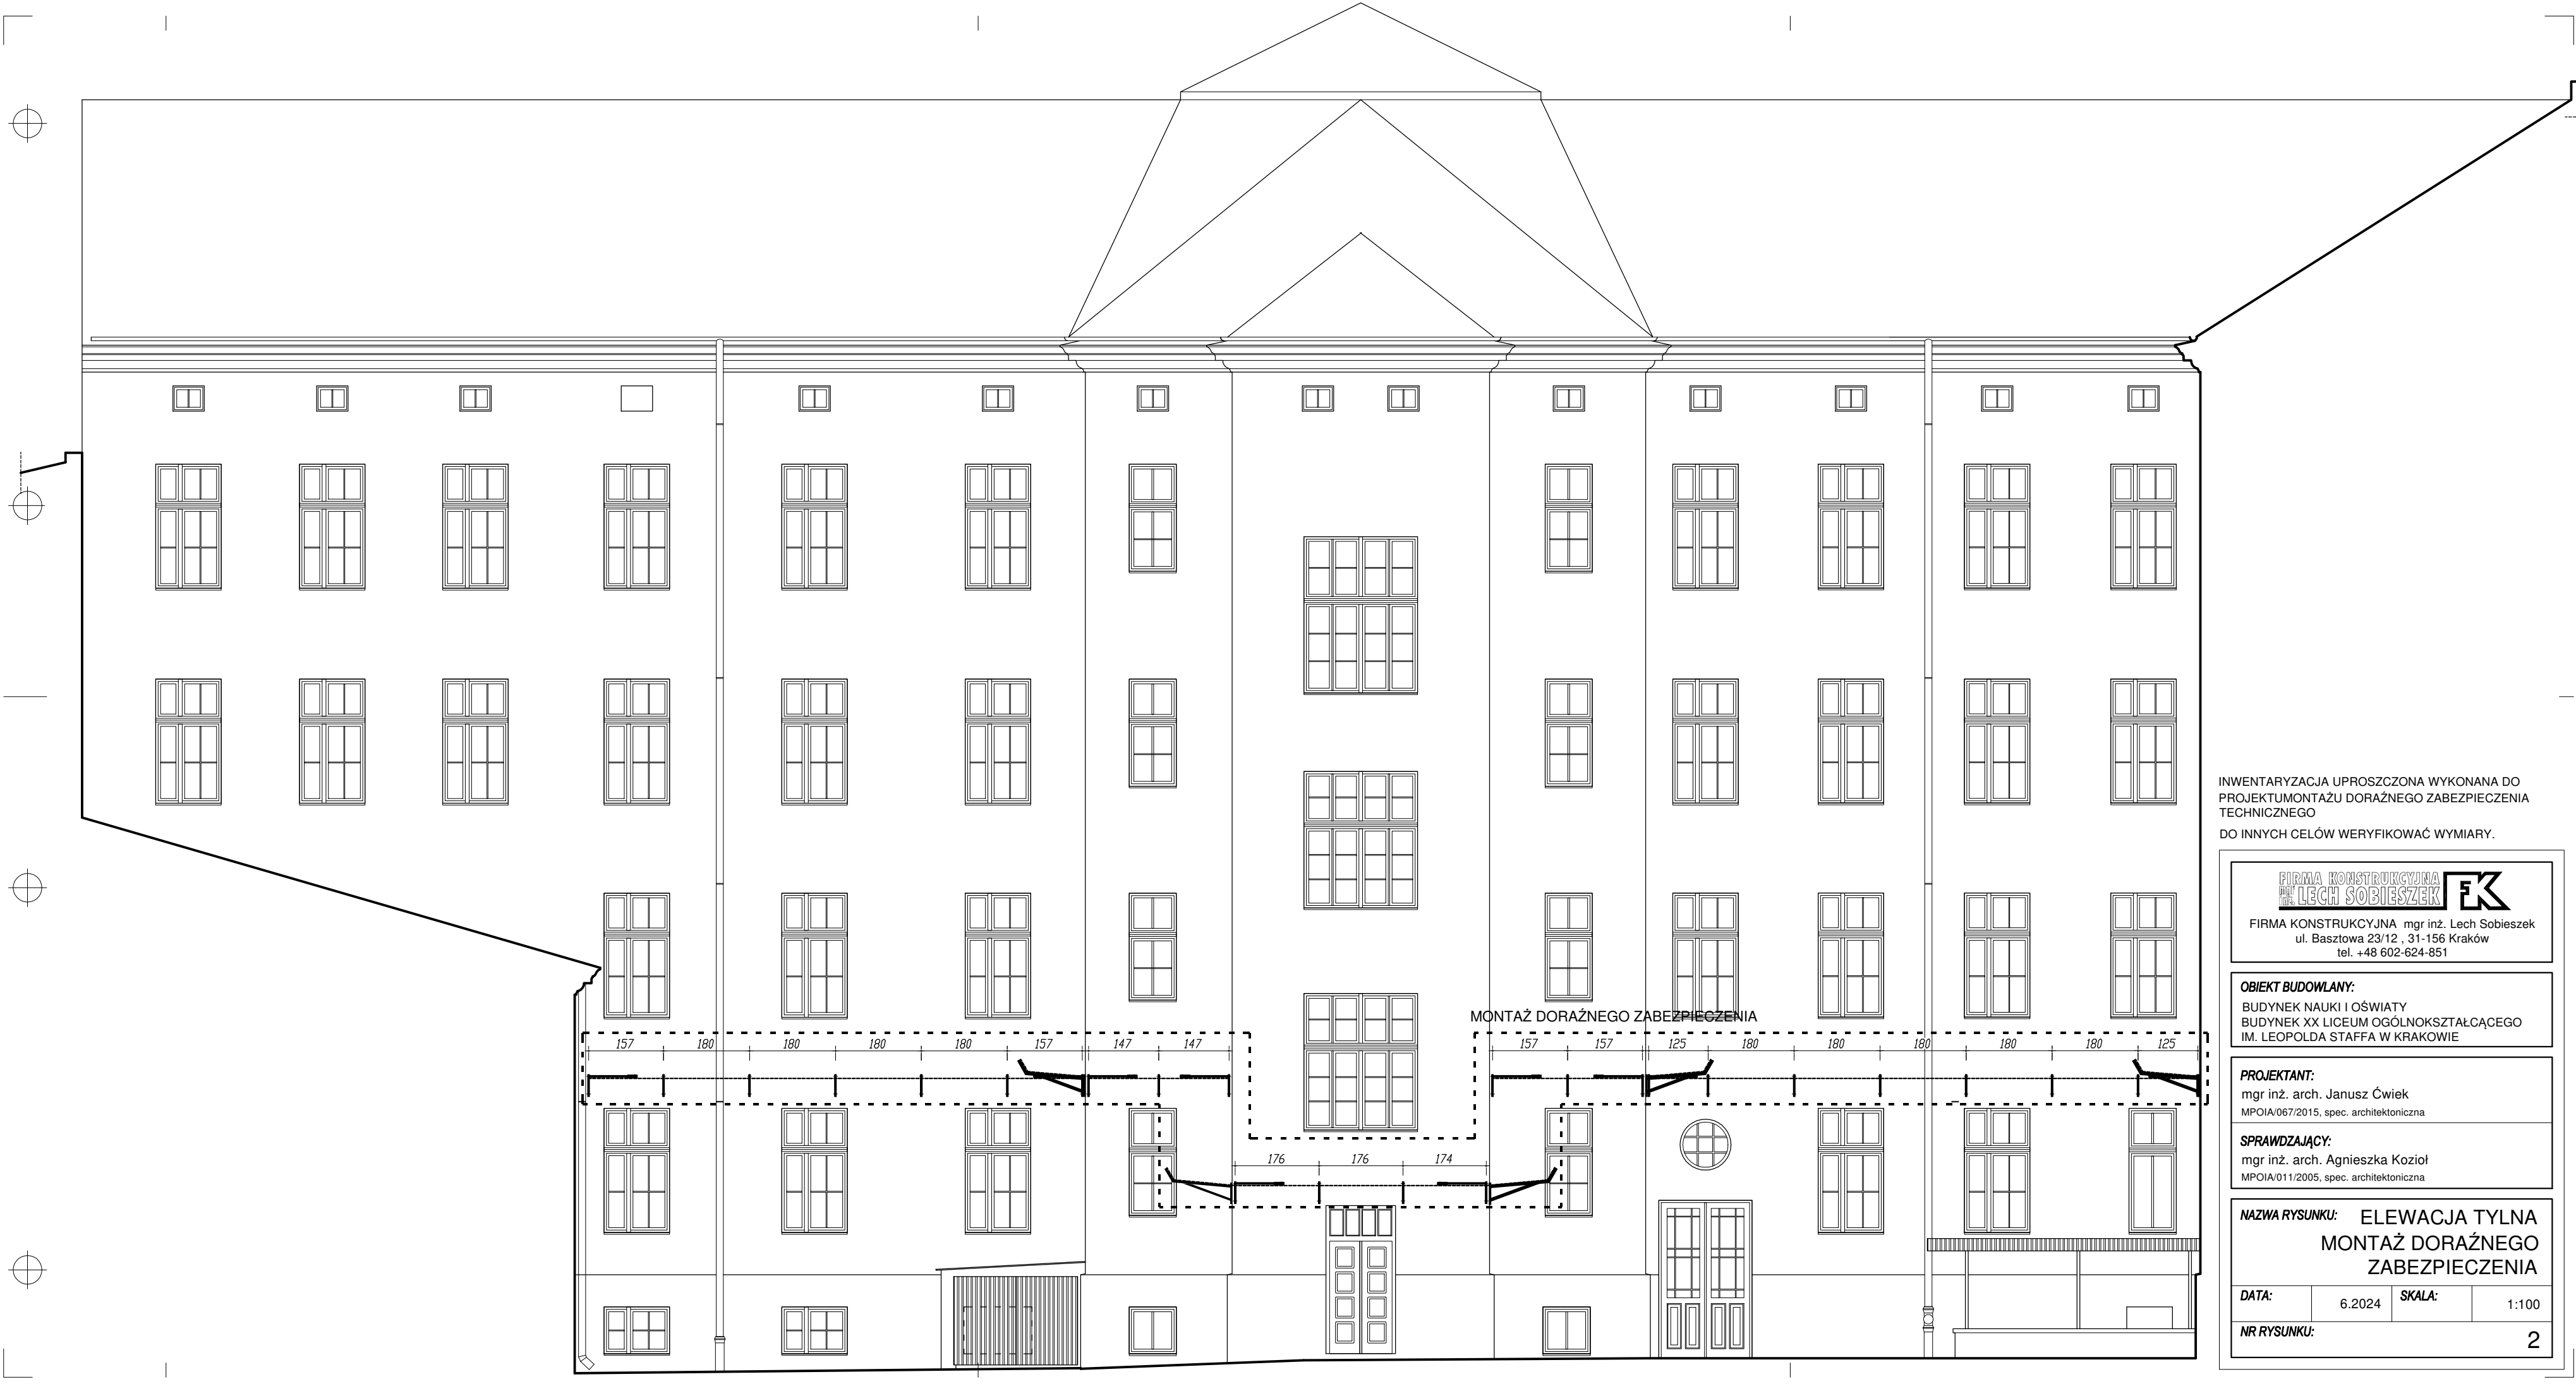 INWENTARYZACJA UPROSZCZONA WYKONANA DO
PROJEKTUMONTAŻU DORAŹNEGO ZABEZPIECZENIA
TECHNICZNEGO
DO INNYCH CELÓW WERYFIKOWAĆ WYMIARY.
MONTAŻ DORAŹNEGO ZABEZPIECZENIA
157 180 180 180 180 157 147 147
157 157 125 180 180 180 180 180 125
176 176 174
FIRMA KONSTRUKCYJNA
mgr inż. LECH SOBIESZEK FK
FIRMA KONSTRUKCYJNA mgr inż. Lech Sobieszek
ul. Basztowa 23/12 , 31-156 Kraków
tel. +48 602-624-851
OBIEKT BUDOWLANY:
BUDYNEK NAUKI I OŚWIATY
BUDYNEK XX LICEUM OGÓLNOKSZTAŁCĄCEGO
IM. LEOPOLDA STAFFA W KRAKOWIE
PROJEKTANT:
mgr inż. arch. Janusz Ćwiek
MPOIA/067/2015, spec. architektoniczna
SPRAWDZAJĄCY:
mgr inż. arch. Agnieszka Kozioł
MPOIA/011/2005, spec. architektoniczna
NAZWA RYSUNKU: ELEWACJA TYLNA
MONTAŻ DORAŹNEGO
ZABEZPIECZENIA
DATA: 6.2024 SKALA: 1:100
NR RYSUNKU: 2